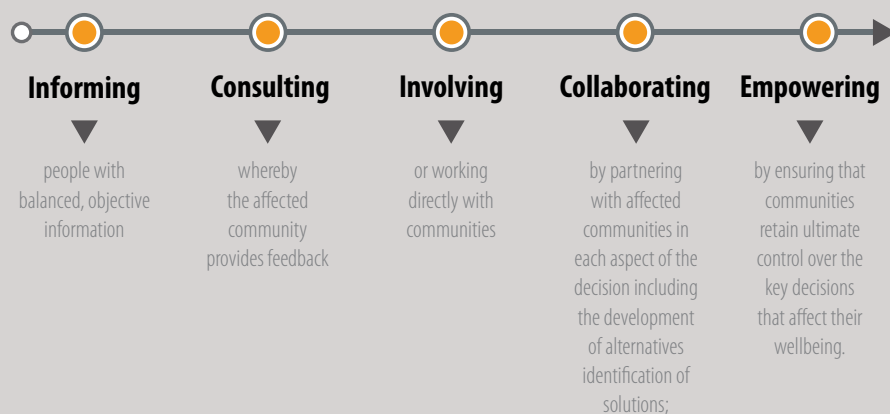 Informing
people with
balanced, objective
information
Consulting
whereby
the affected
community
provides feedback
Involving
or working
directly with
communities
Collaborating
by partnering
with affected
communities in
each aspect of the
decision including
the development
of alternatives
identification of
solutions;
Empowering
by ensuring that
communities
retain ultimate
control over the
key decisions
that affect their
wellbeing.